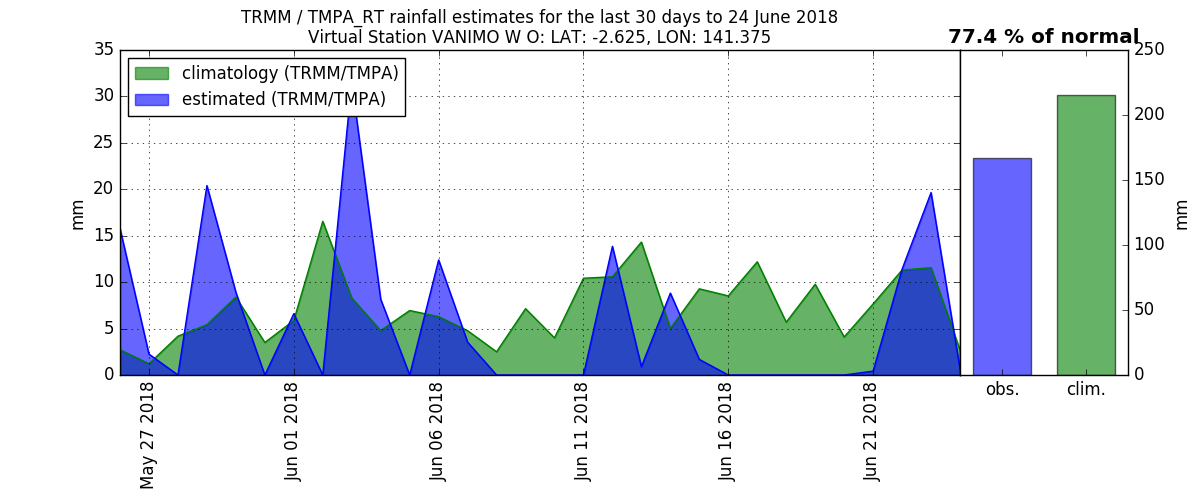 TRMM / TMPA_RT rainfall estimates for the last 30 days to 24 June 2018
Virtual Station VANIMO W O: LAT: -2.625, LON: 141.375
77.4 % of normal
climatology (TRMM/TMPA)
estimated (TRMM/TMPA)
mm
35
30
25
20
15
10
5
0
May 27 2018
Jun 01 2018
Jun 06 2018
Jun 11 2018
Jun 16 2018
Jun 21 2018
obs.
clim.
250
200
150
100
50
0
mm